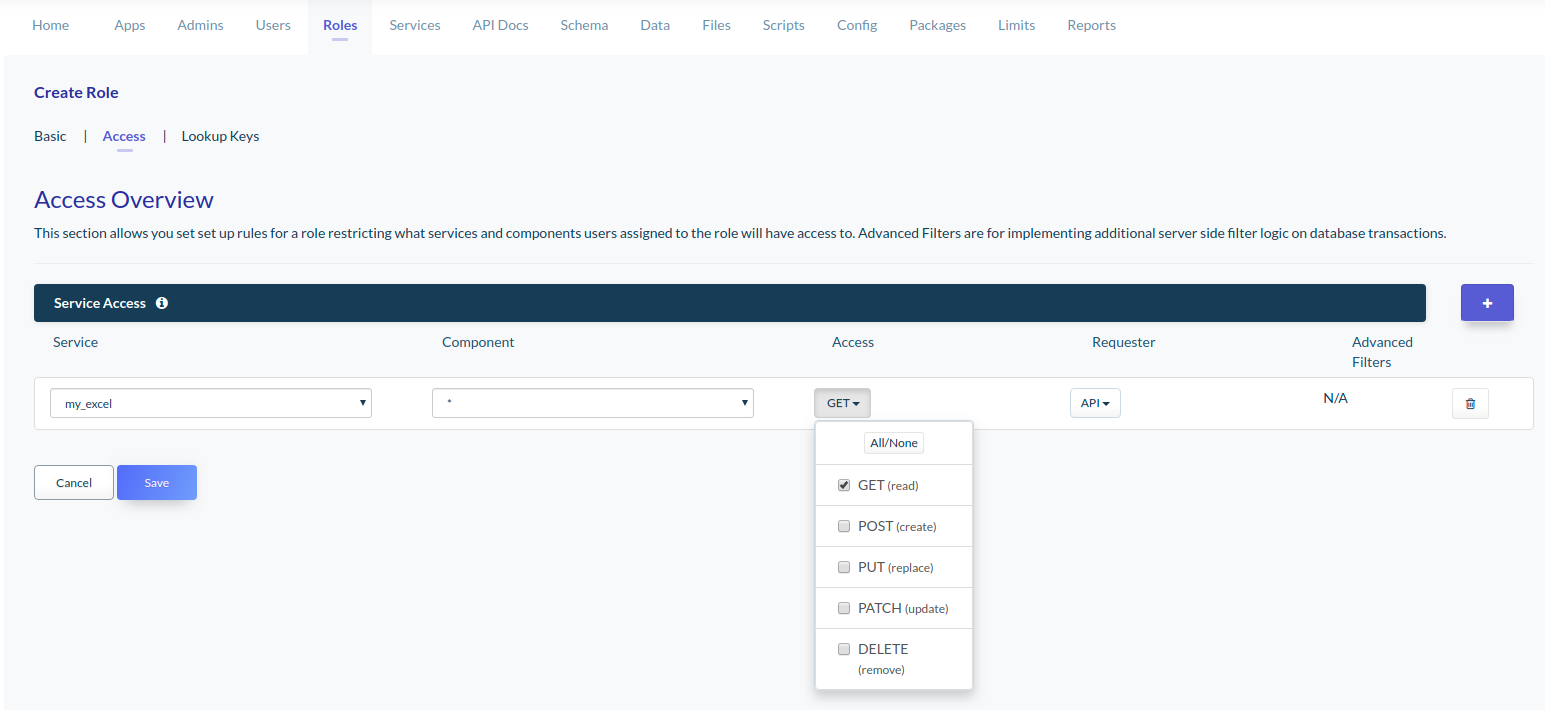 Home Apps Admins Users Roles Services API Docs Schema Data Files Scripts Config Packages Limits Reports
Create Role
Basic | Access | Lookup Keys
Access Overview
This section allows you set set up rules for a role restricting what services and components users assigned to the role will have access to. Advanced Filters are for implementing additional server side filter logic on database transactions.
Service Access
+
Service Component Access Requester Advanced
Filters
my_excel * GET API N/A
All/None
Cancel Save
GET (read)
POST (create)
PUT (replace)
PATCH (update)
DELETE
(remove)